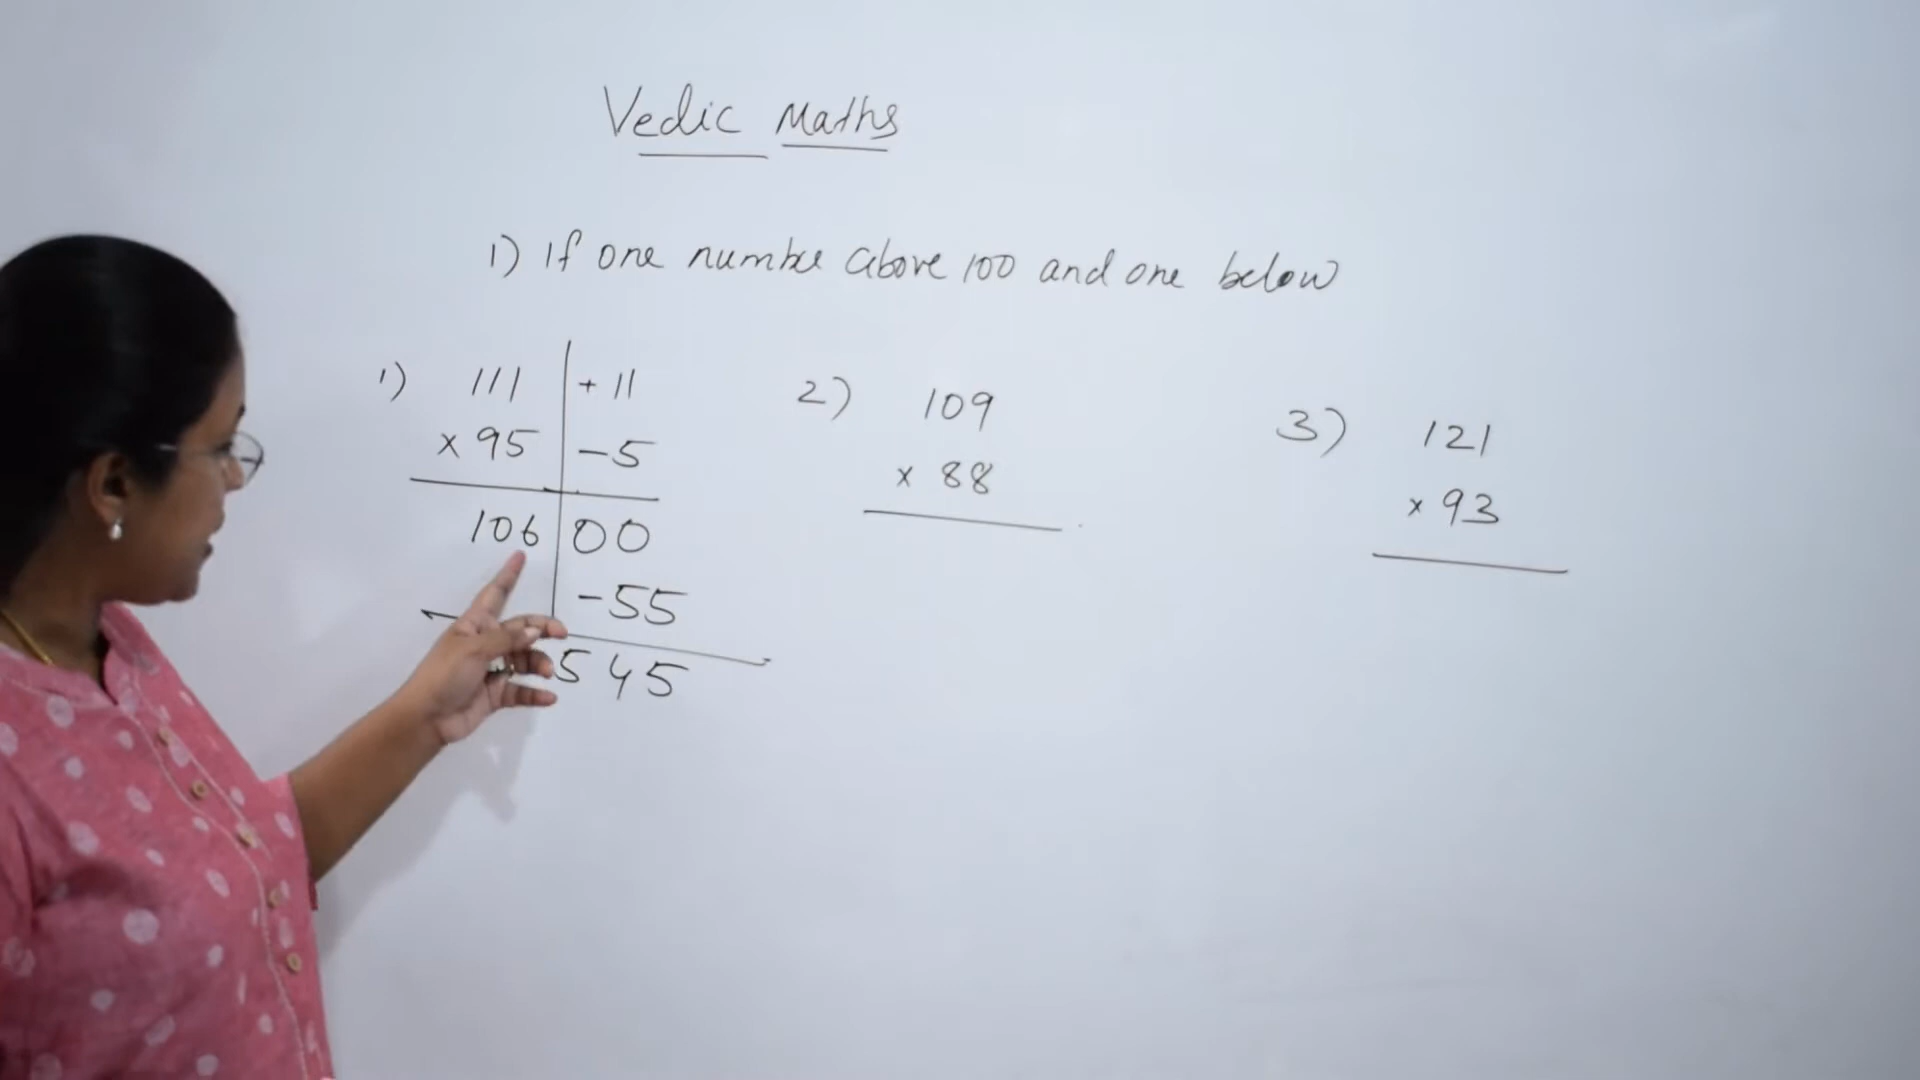 Vedic Maths
1) If one number above 100 and one below
1) 111 | + 11
x 95 | - 5
106 | 00
- 55
545
2) 109
x 88
3) 121
x 93